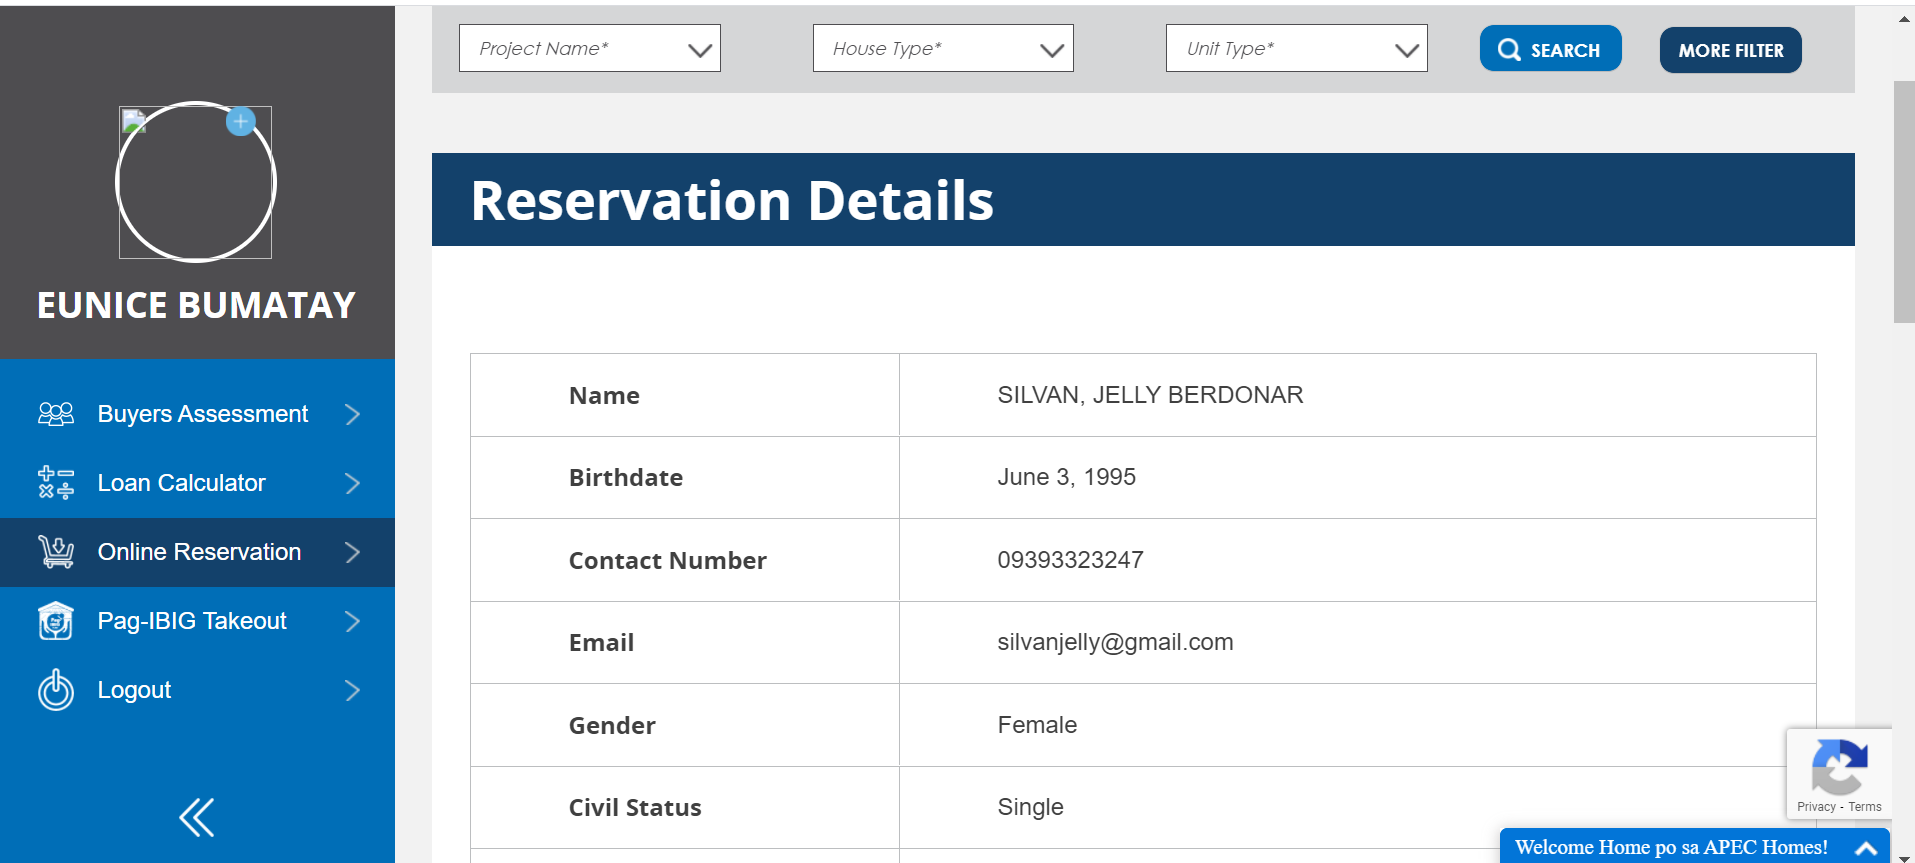 Project Name*
House Type*
Unit Type*
SEARCH
MORE FILTER
EUNICE BUMATAY
Buyers Assessment
Loan Calculator
Online Reservation
Pag-IBIG Takeout
Logout
Reservation Details
Name SILVAN, JELLY BERDONAR
Birthdate June 3, 1995
Contact Number 09393323247
Email silvanjelly@gmail.com
Gender Female
Civil Status Single
Privacy - Terms
Welcome Home po sa APEC Homes!